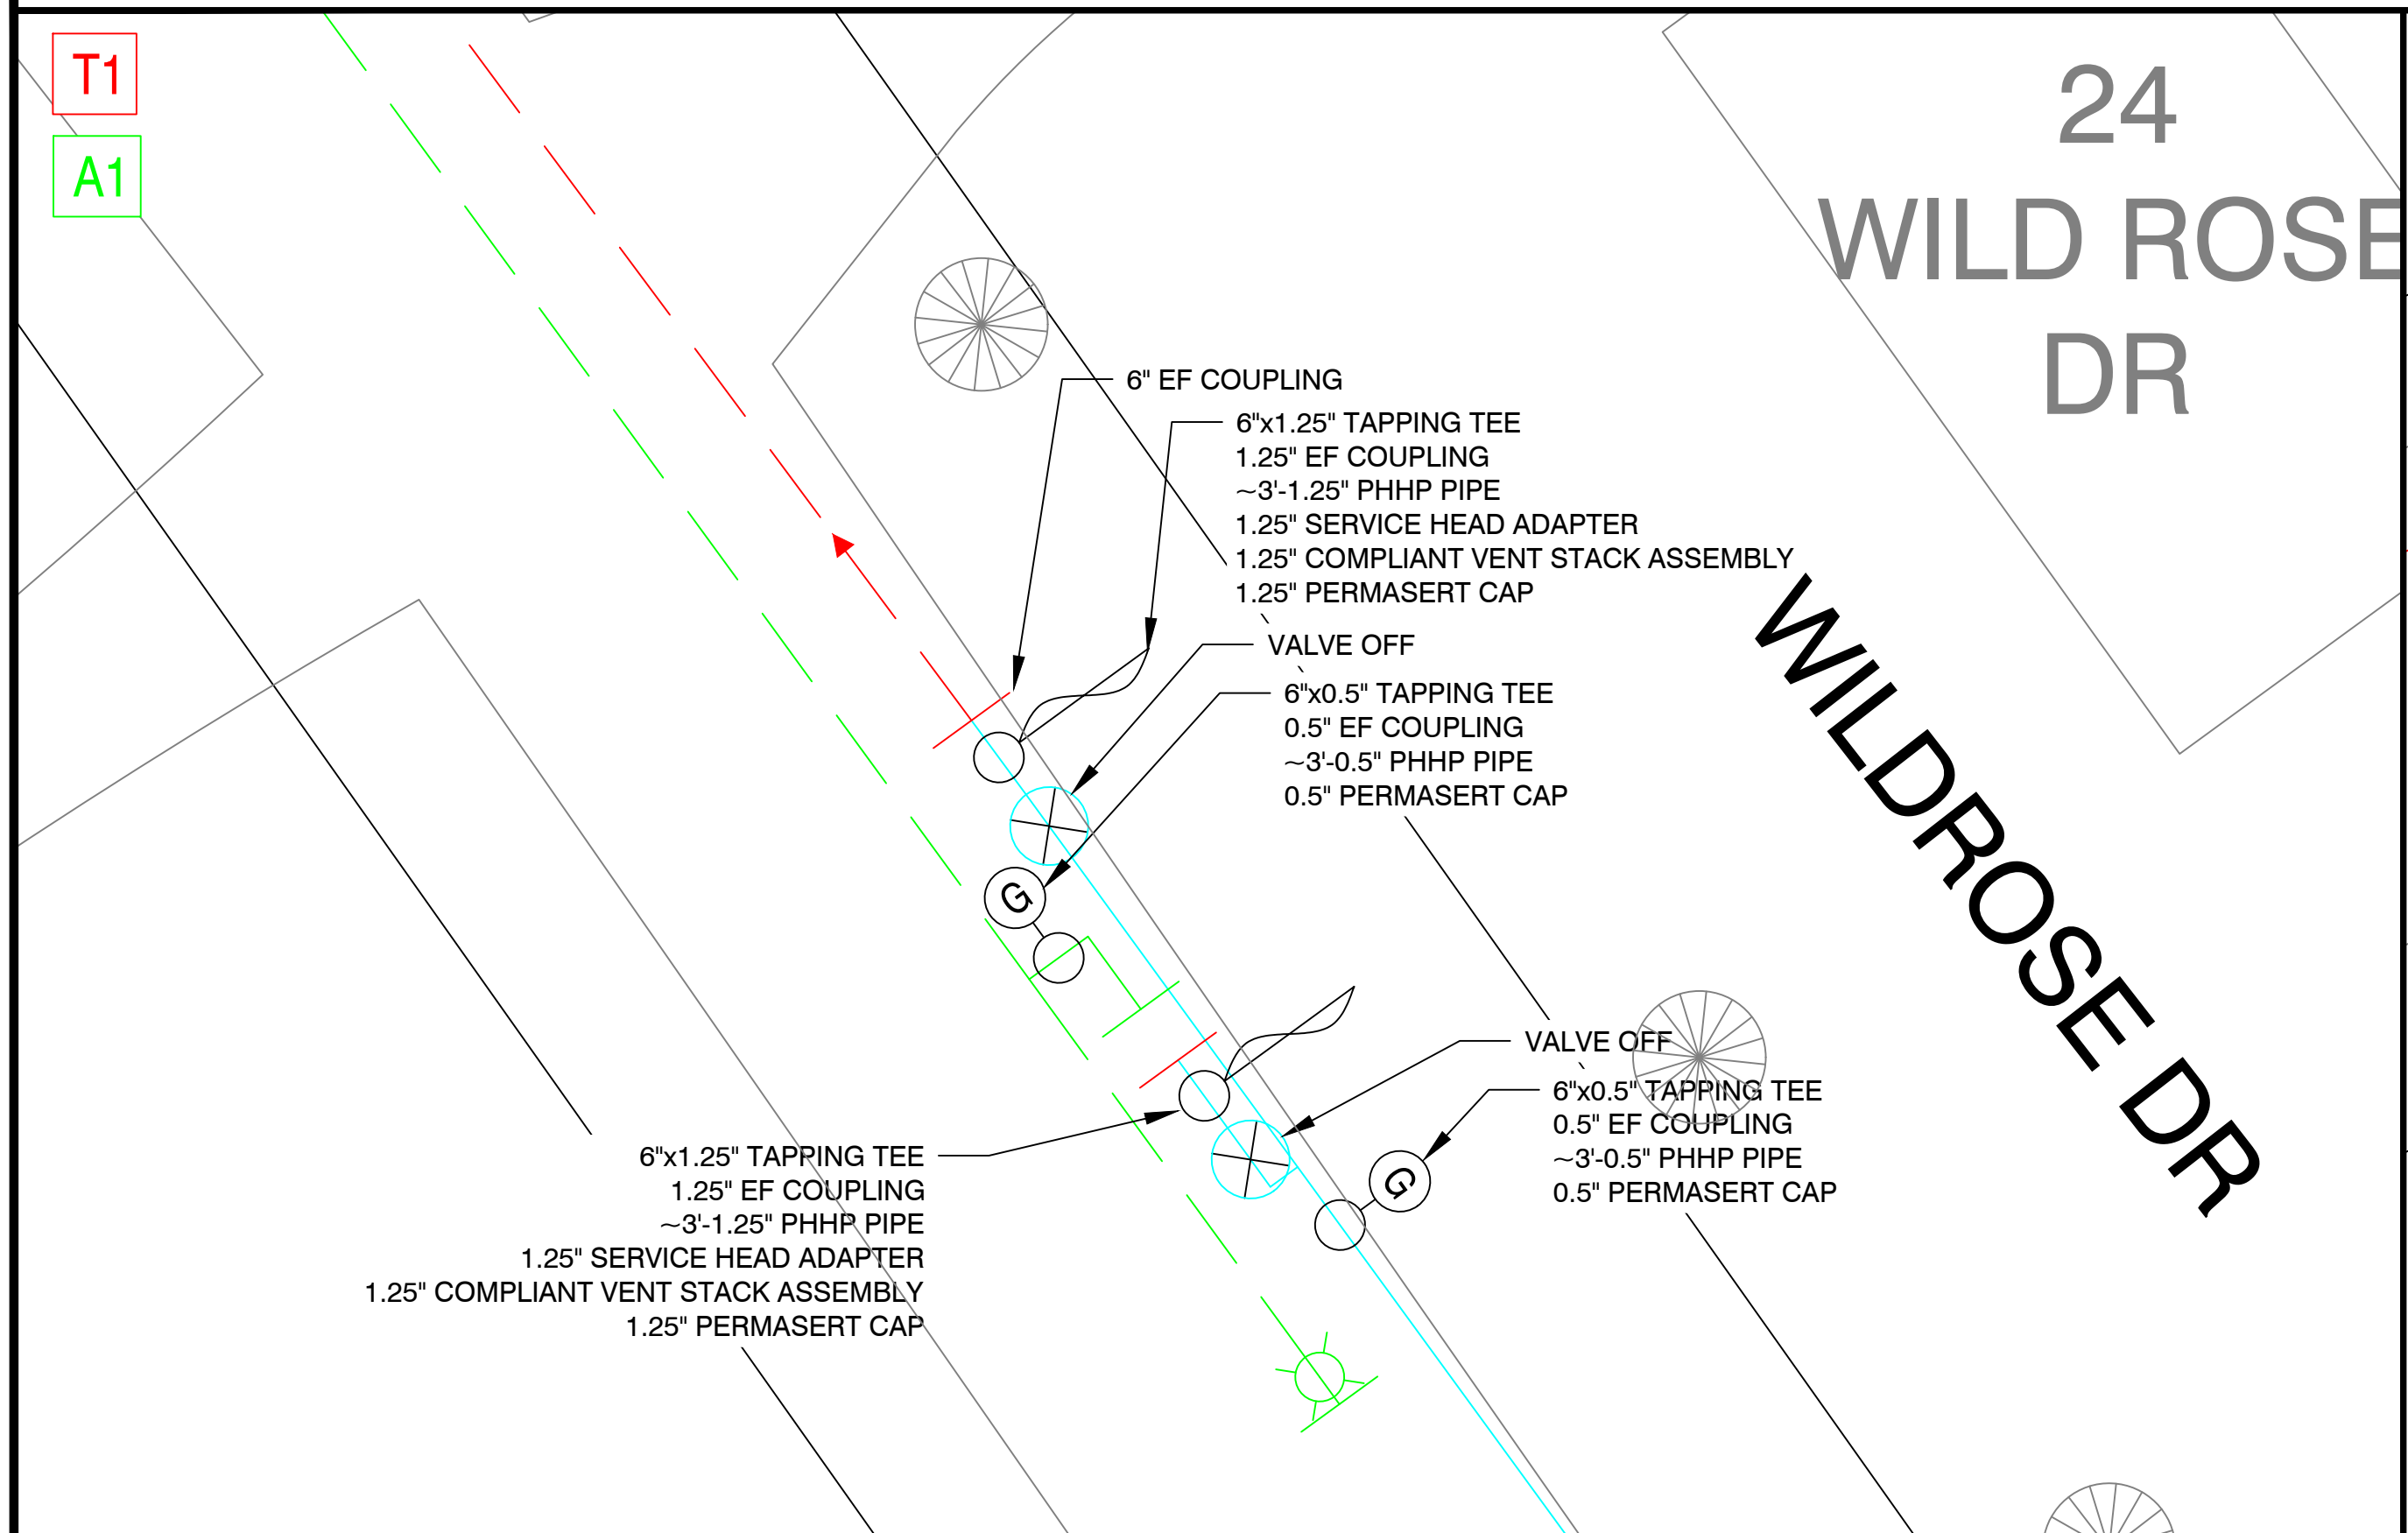 T1
A1
24
WILD ROSE
DR
6" EF COUPLING
6"x1.25" TAPPING TEE
1.25" EF COUPLING
~3'-1.25" PHHP PIPE
1.25" SERVICE HEAD ADAPTER
1.25" COMPLIANT VENT STACK ASSEMBLY
1.25" PERMASERT CAP
VALVE OFF
6"x0.5" TAPPING TEE
0.5" EF COUPLING
~3'-0.5" PHHP PIPE
0.5" PERMASERT CAP
WILDROSE DR
G
VALVE OFF
6"x0.5" TAPPING TEE
0.5" EF COUPLING
~3'-0.5" PHHP PIPE
0.5" PERMASERT CAP
G
6"x1.25" TAPPING TEE
1.25" EF COUPLING
~3'-1.25" PHHP PIPE
1.25" SERVICE HEAD ADAPTER
1.25" COMPLIANT VENT STACK ASSEMBLY
1.25" PERMASERT CAP